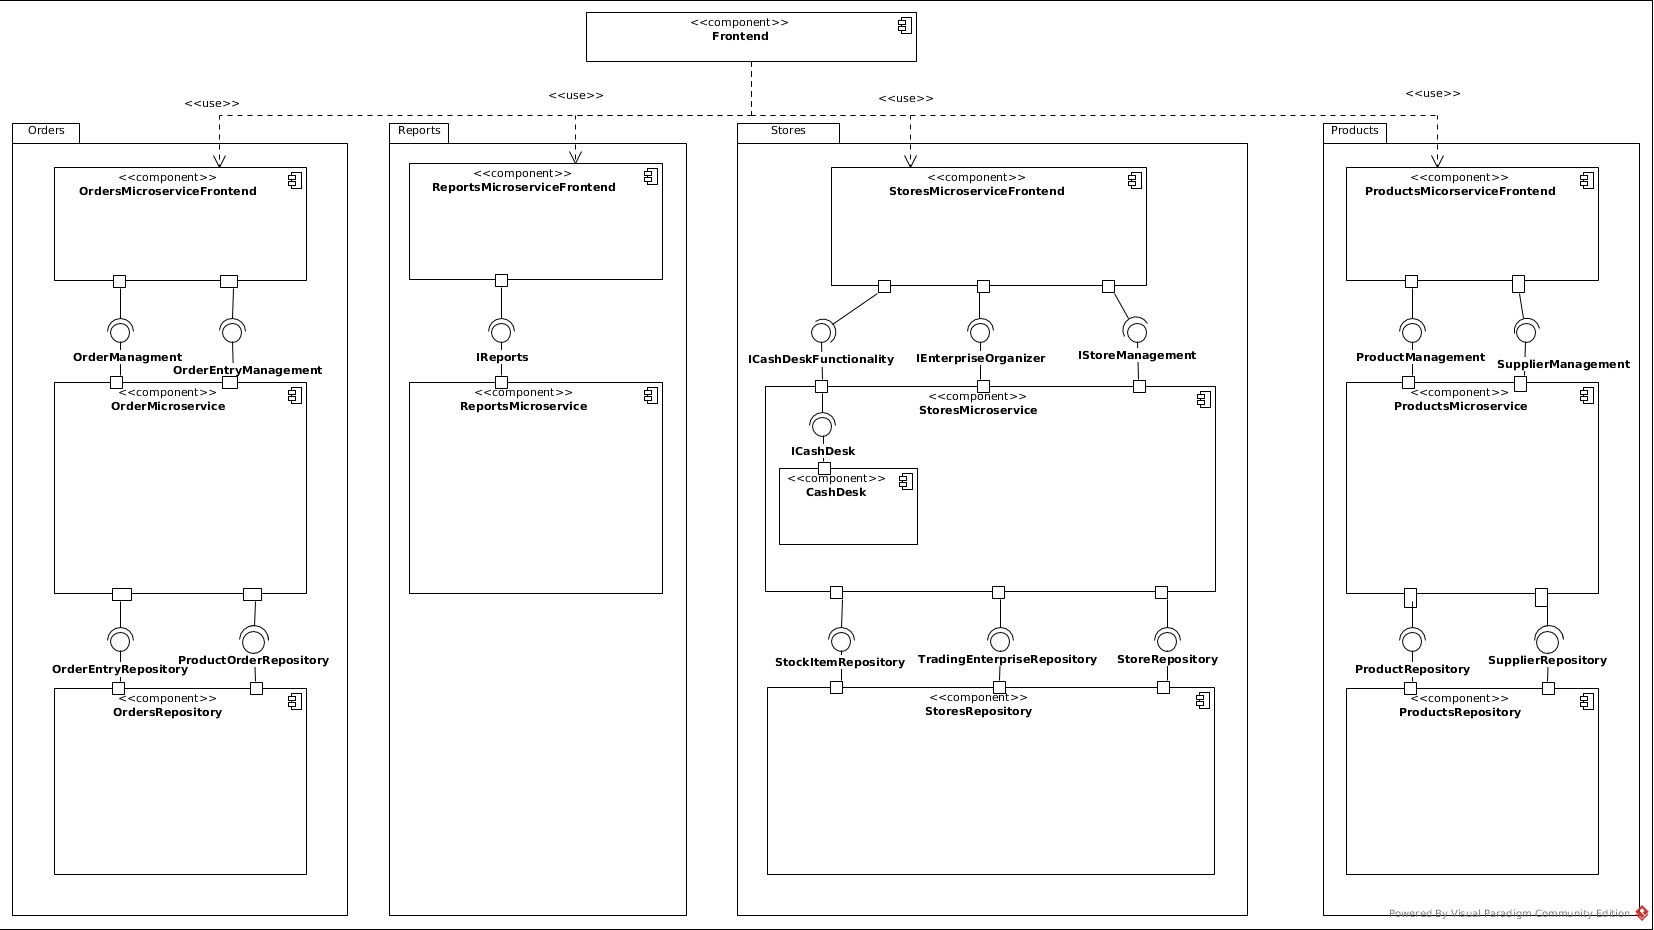 <<component>>
Frontend
<<use>>
<<use>>
<<use>>
<<use>>
Orders
<<component>>
OrdersMicroserviceFrontend
OrderManagment
OrderEntryManagement
<<component>>
OrderMicroservice
OrderEntryRepository
ProductOrderRepository
<<component>>
OrdersRepository
Reports
<<component>>
ReportsMicroserviceFrontend
IReports
<<component>>
ReportsMicroservice
Stores
<<component>>
StoresMicroserviceFrontend
ICashDeskFunctionality
IEnterpriseOrganizer
IStoreManagement
<<component>>
StoresMicroservice
ICashDesk
<<component>>
CashDesk
StockItemRepository
TradingEnterpriseRepository
StoreRepository
<<component>>
StoresRepository
Products
<<component>>
ProductsMicorserviceFrontend
ProductManagement
SupplierManagement
<<component>>
ProductsMicroservice
ProductRepository
SupplierRepository
<<component>>
ProductsRepository
Powered By Visual Paradigm Community Edition